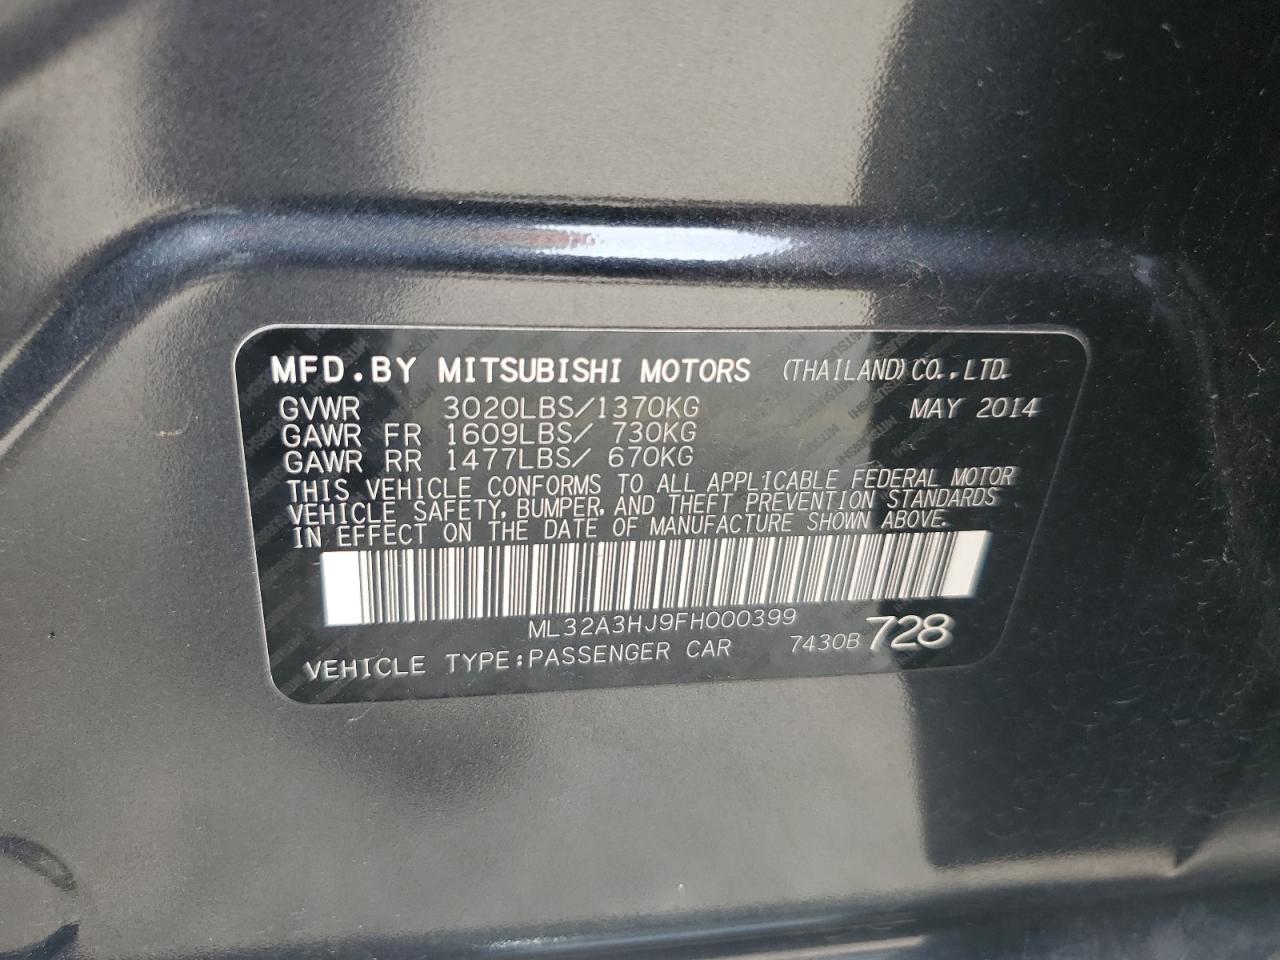 MFD.BY MITSUBISHI MOTORS (THAILAND) CO.,LTD.
GVWR 3020LBS/1370KG MAY 2014
GAWR FR 1609LBS/ 730KG
GAWR RR 1477LBS/ 670KG
THIS VEHICLE CONFORMS TO ALL APPLICABLE FEDERAL MOTOR
VEHICLE SAFETY, BUMPER, AND THEFT PREVENTION STANDARDS
IN EFFECT ON THE DATE OF MANUFACTURE SHOWN ABOVE.
ML32A3HJ9FH000399
VEHICLE TYPE:PASSENGER CAR 7430B 728